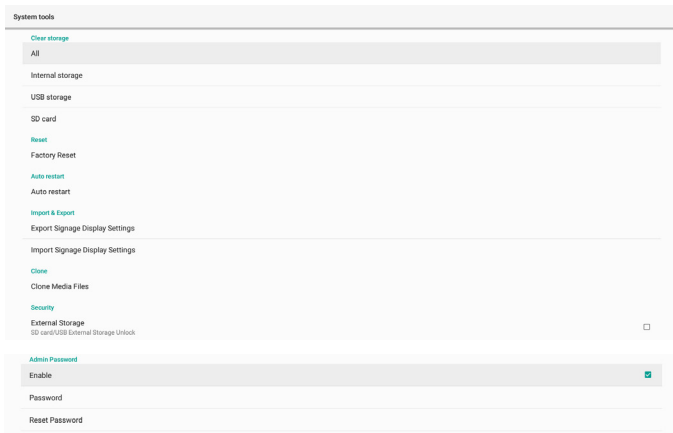 System tools
Clear storage
All
Internal storage
USB storage
SD card
Reset
Factory Reset
Auto restart
Auto restart
Import & Export
Export Signage Display Settings
Import Signage Display Settings
Clone
Clone Media Files
Security
External Storage
SD card/USB External Storage Unlock
Admin Password
Enable
Password
Reset Password